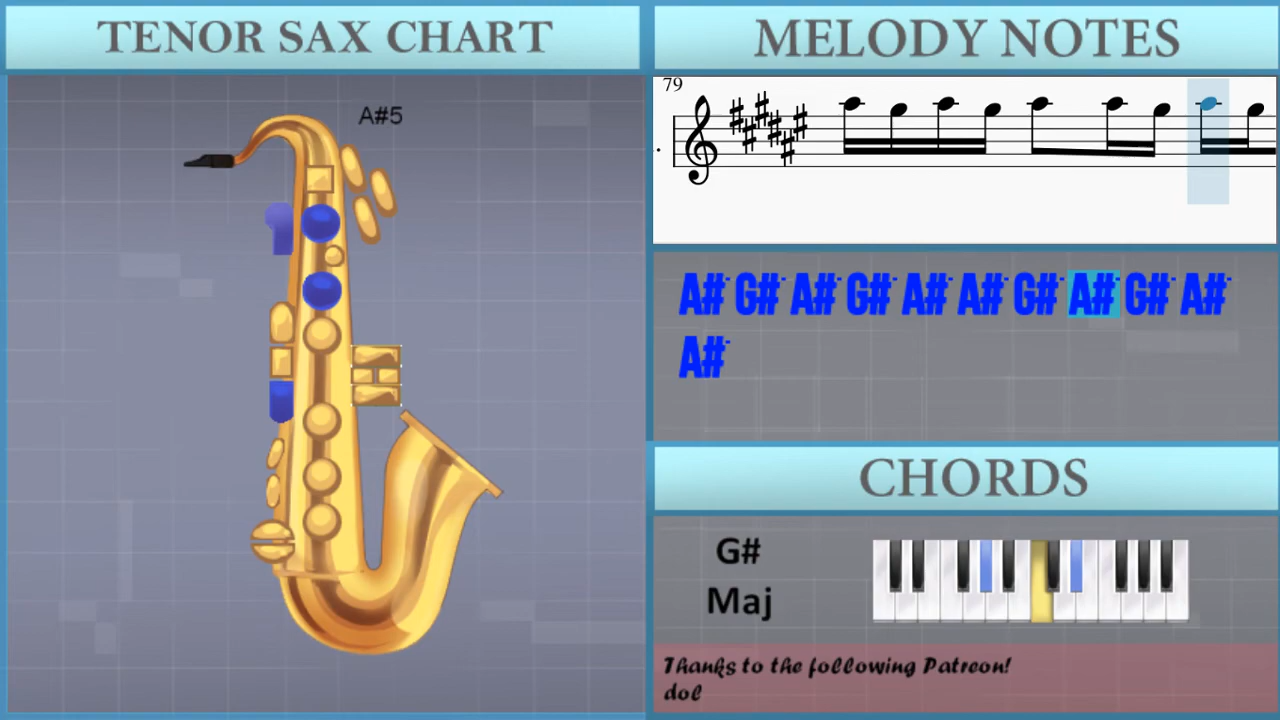 TENOR SAX CHART
A#5
MELODY NOTES
79
A# G# A# G# A# A# G# A# G# A#
A#
CHORDS
G#
Maj
Thanks to the following Patreon!
dol